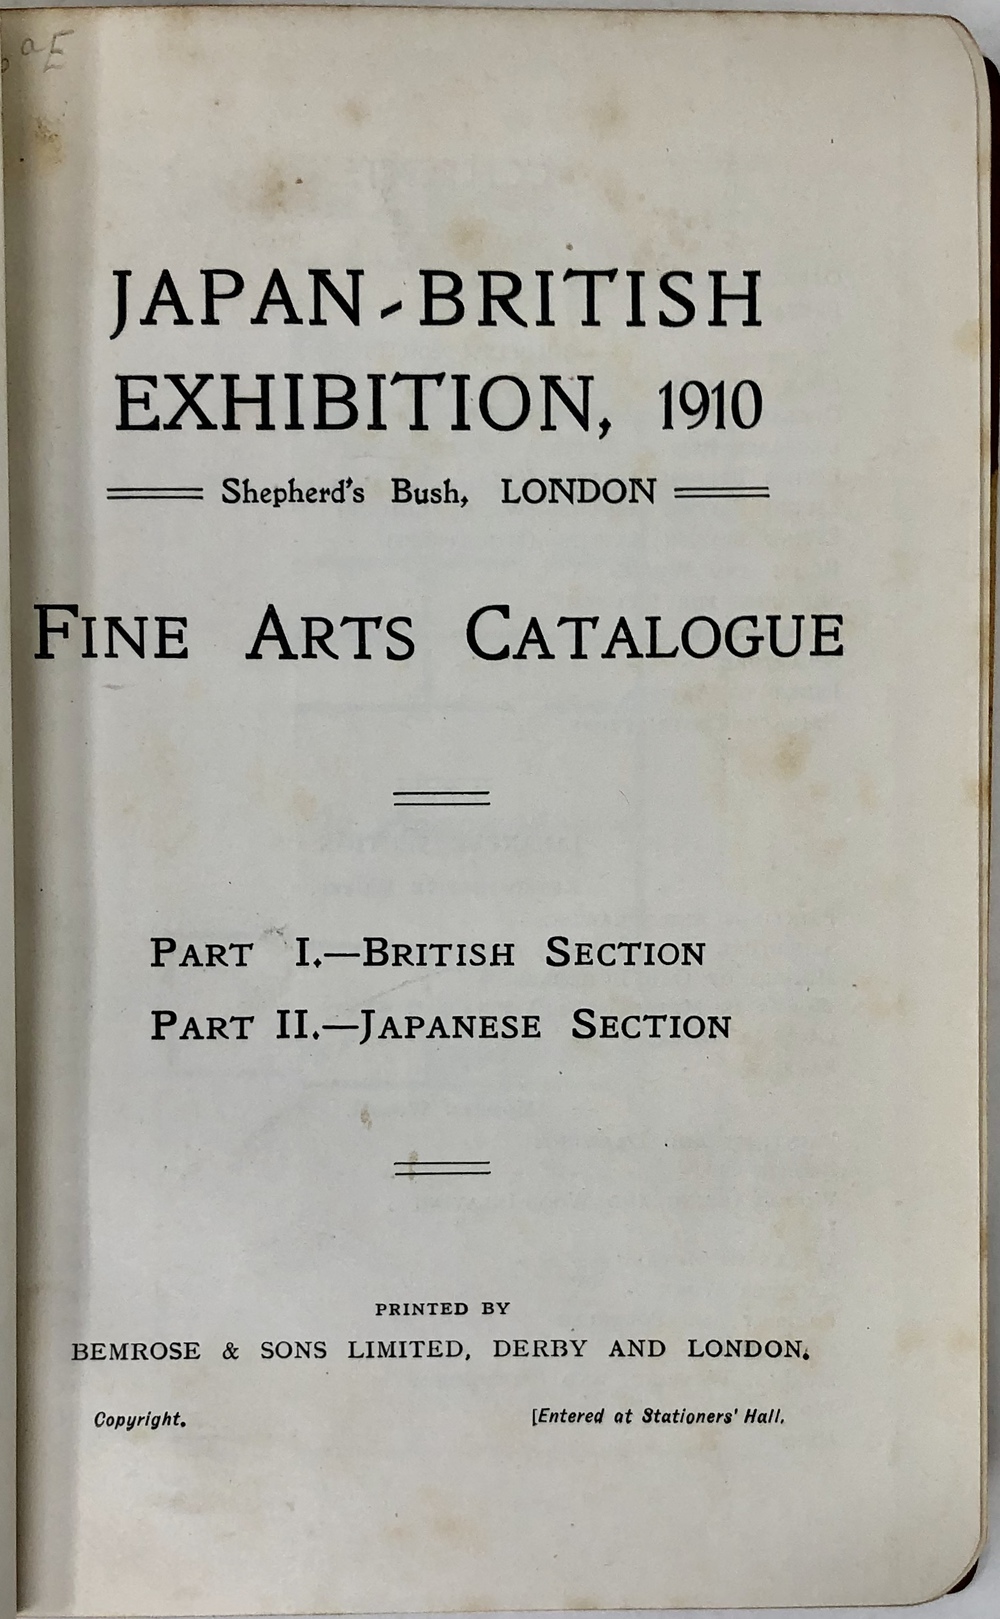 JAPAN-BRITISH
EXHIBITION, 1910
Shepherd's Bush, LONDON
FINE ARTS CATALOGUE
PART I.—BRITISH SECTION
PART II.—JAPANESE SECTION
PRINTED BY
BEMROSE & SONS LIMITED, DERBY AND LONDON.
Copyright. [Entered at Stationers' Hall.